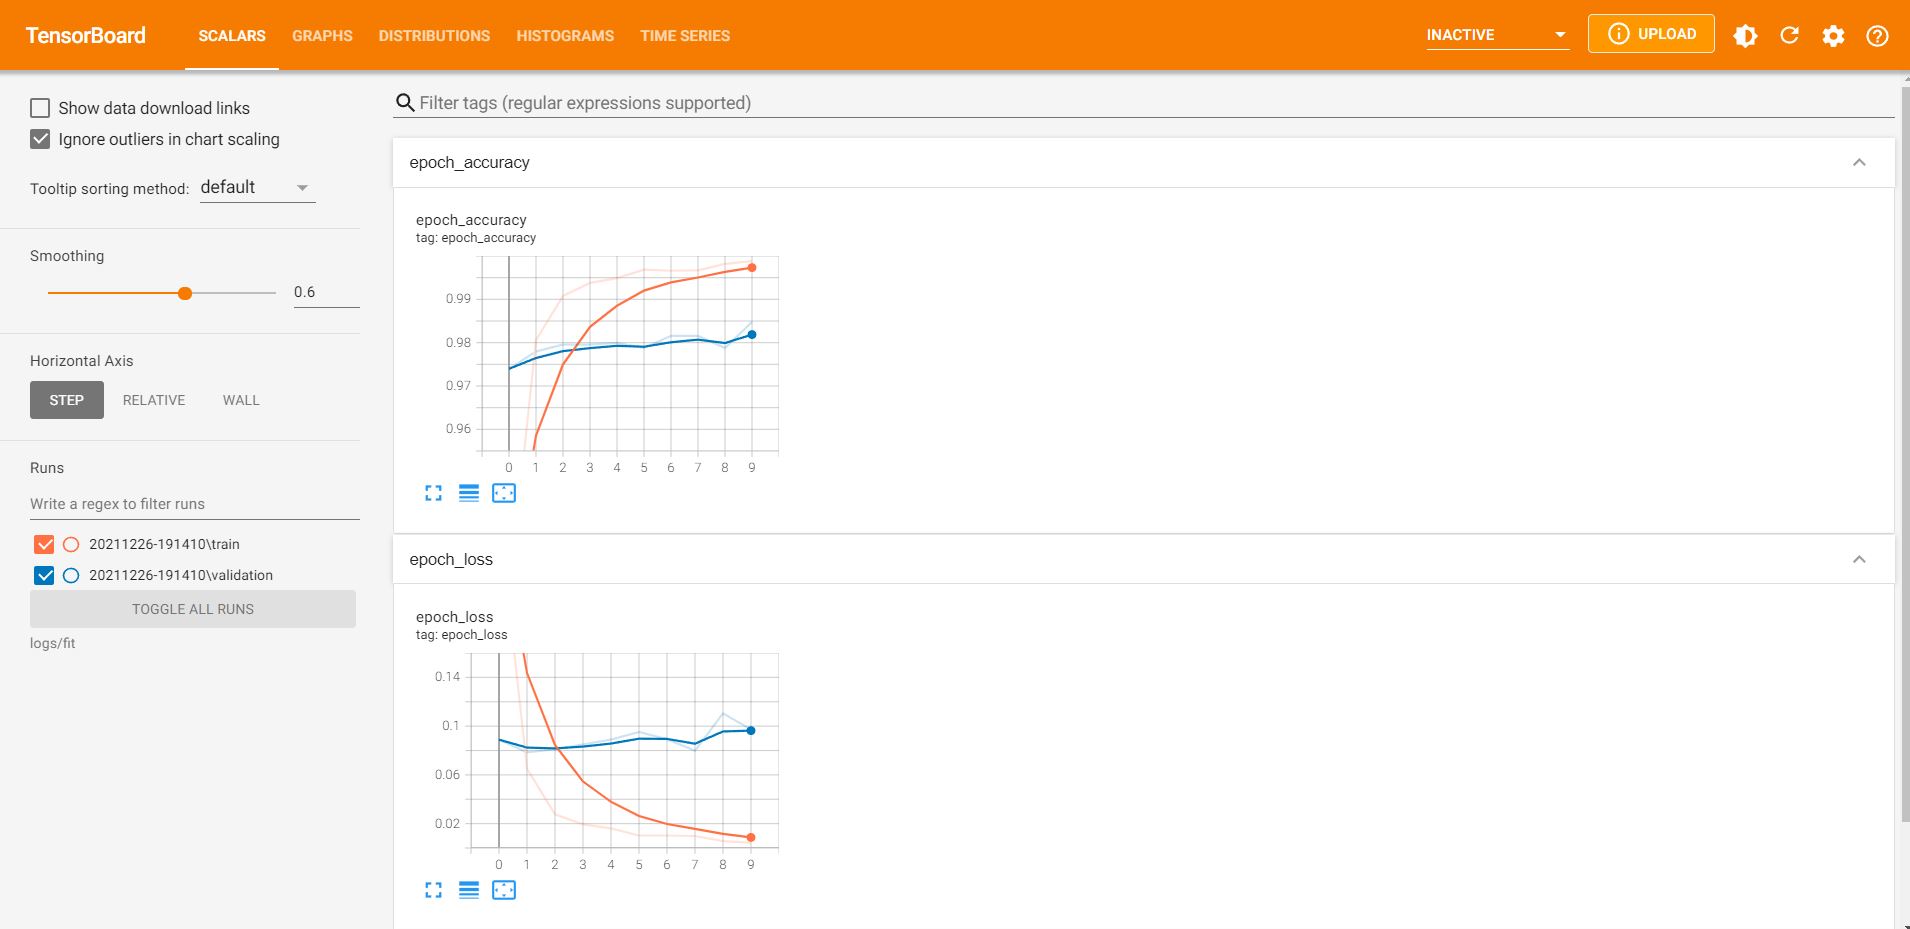 TensorBoard SCALARS GRAPHS DISTRIBUTIONS HISTOGRAMS TIME SERIES INACTIVE UPLOAD
Show data download links
Ignore outliers in chart scaling
Tooltip sorting method: default
Smoothing
0.6
Horizontal Axis
STEP RELATIVE WALL
Runs
Write a regex to filter runs
20211226-191410\train
20211226-191410\validation
TOGGLE ALL RUNS
logs/fit
Filter tags (regular expressions supported)
epoch_accuracy
epoch_accuracy
tag: epoch_accuracy
0.99
0.98
0.97
0.96
0 1 2 3 4 5 6 7 8 9
epoch_loss
epoch_loss
tag: epoch_loss
0.14
0.1
0.06
0.02
0 1 2 3 4 5 6 7 8 9